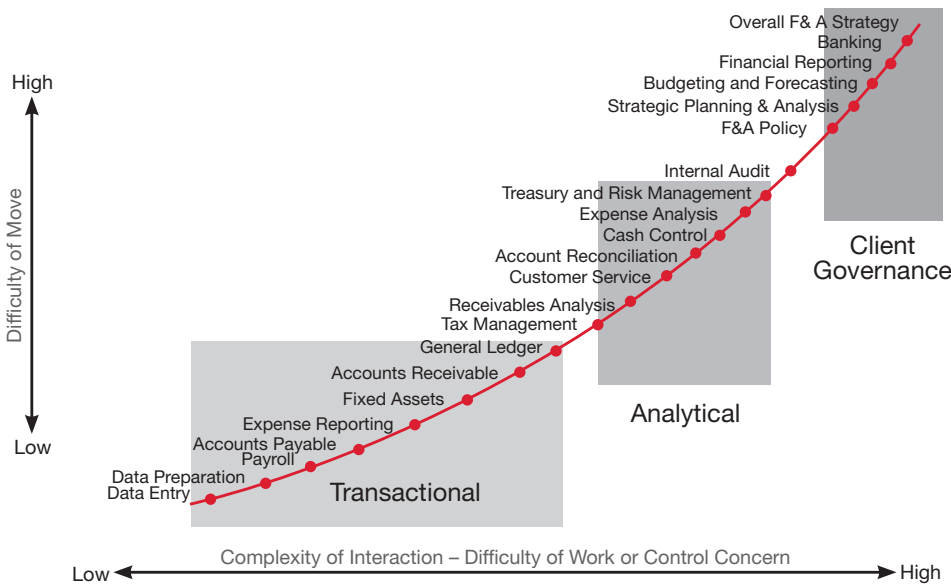 Overall F& A Strategy
Banking
Financial Reporting
High
Budgeting and Forecasting
Strategic Planning & Analysis
F&A Policy
Internal Audit
Treasury and Risk Management
Expense Analysis
Cash Control
Client
Governance
Account Reconciliation
Customer Service
Difficulty of Move
Receivables Analysis
Tax Management
General Ledger
Accounts Receivable
Fixed Assets
Analytical
Expense Reporting
Accounts Payable
Low
Payroll
Data Preparation
Data Entry
Transactional
Complexity of Interaction – Difficulty of Work or Control Concern
Low
High